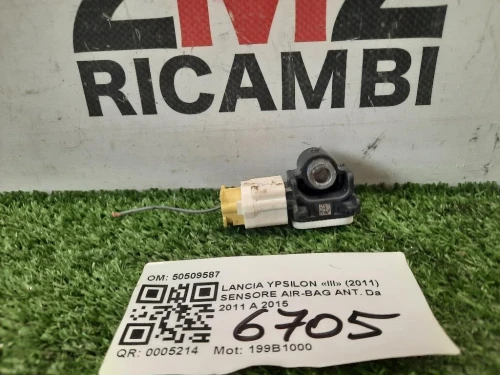 2M2
RICAMBI
OM: 50509587
LANCIA YPSILON «III» (2011)
SENSORE AIR-BAG ANT. Da
2011 A 2015
6705
QR: 0005214 Mot: 199B1000